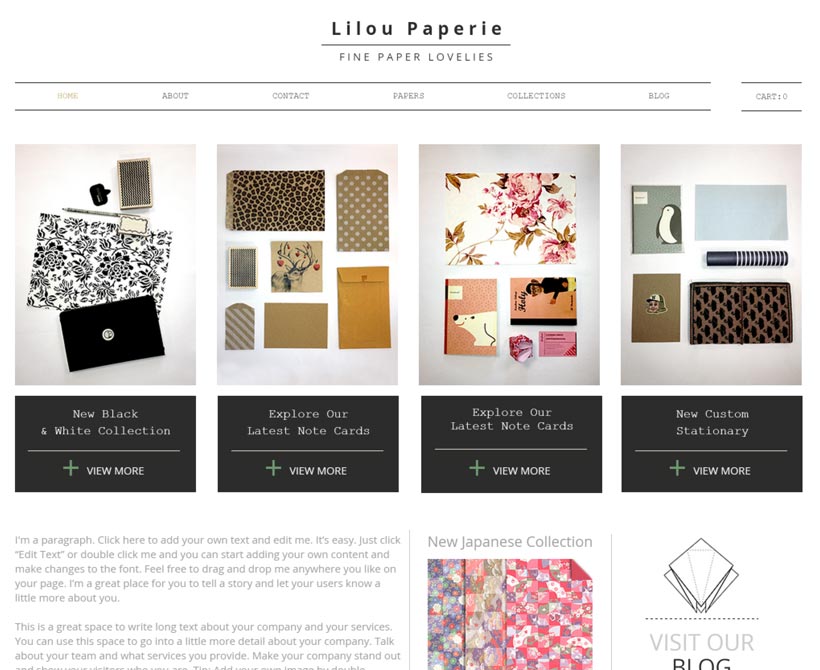 Lilou Paperie
FINE PAPER LOVELIES
HOME
ABOUT
CONTACT
PAPERS
COLLECTIONS
BLOG
CART:0
Holy
New Black
& White Collection
VIEW MORE
Explore Our
Latest Note Cards
VIEW MORE
Explore Our
Latest Note Cards
VIEW MORE
New Custom
Stationary
VIEW MORE
I'm a paragraph. Click here to add your own text and edit me. It's easy. Just click
"Edit Text" or double click me and you can start adding your own content and
make changes to the font. Feel free to drag and drop me anywhere you like on
your page. I'm a great place for you to tell a story and let your users know a
little more about you.
This is a great space to write long text about your company and your services.
You can use this space to go into a little more detail about your company. Talk
about your team and what services you provide. Make your company stand out
and show your visitors who you are. Tip: Add your own image by double
New Japanese Collection
VISIT OUR
BLOG